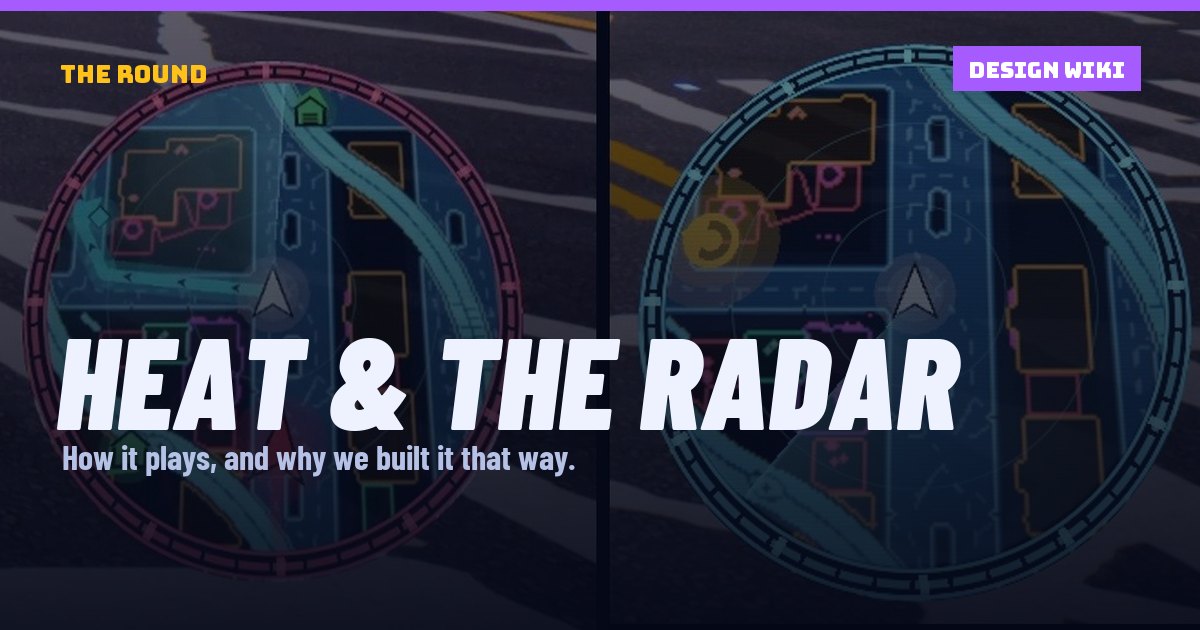 THE ROUND
DESIGN WIKI
HEAT & THE RADAR
How it plays, and why we built it that way.